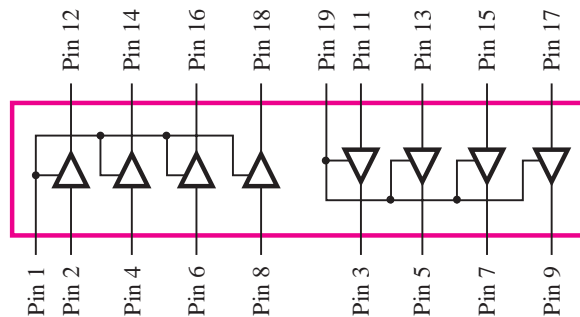 Pin 12
Pin 14
Pin 16
Pin 18
Pin 19
Pin 11
Pin 13
Pin 15
Pin 17
Pin 1
Pin 2
Pin 4
Pin 6
Pin 8
Pin 3
Pin 5
Pin 7
Pin 9